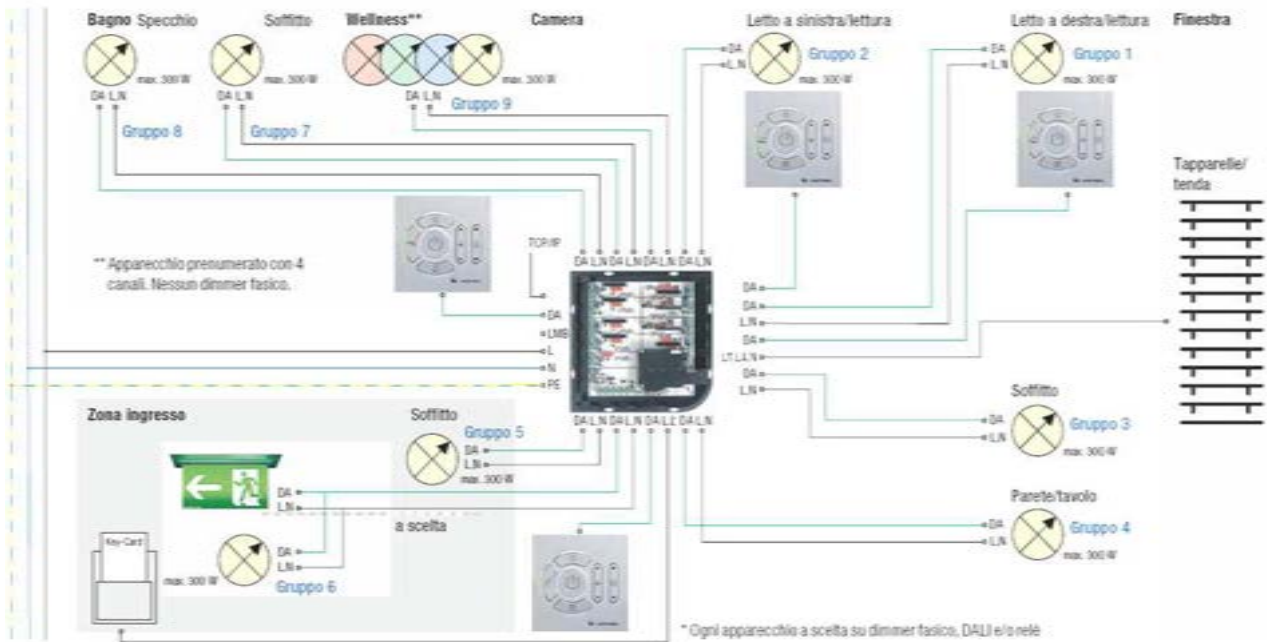 Bagno Specchio
Soffitto
Wellness**
Camera
Letto a sinistra/lettura
Letto a destra/lettura
Finestra
max. 300 W
max. 300 W
max. 300 W
DA
L,N
Gruppo 2
max. 300 W
DA
L,N
Gruppo 1
max. 300 W
DA L,N
DA L,N
DA L,N
Gruppo 8
Gruppo 7
Gruppo 9
Tapparelle/
tenda
** Apparecchio prenumerato con 4
canali. Nessun dimmer fasico.
TCP/IP
DA L,N DA L,N DA L,N DA L,N
DA
LMB
L
N
PE
DA
DA
L,N
DA
LT,LA,N
DA
L,N
Zona ingresso
Soffitto
Gruppo 5
DA
L,N
max. 300 W
DA L,N DA L,N DA L,L' DA L,N
Soffitto
DA
L,N
Gruppo 3
max. 300 W
DA
L,N
a scelta
Key-Card
DA
L,N
max. 300 W
Gruppo 6
Parete/tavolo
DA
L,N
Gruppo 4
max. 300 W
* Ogni apparecchio a scelta su dimmer fasico, DALI e/o relè